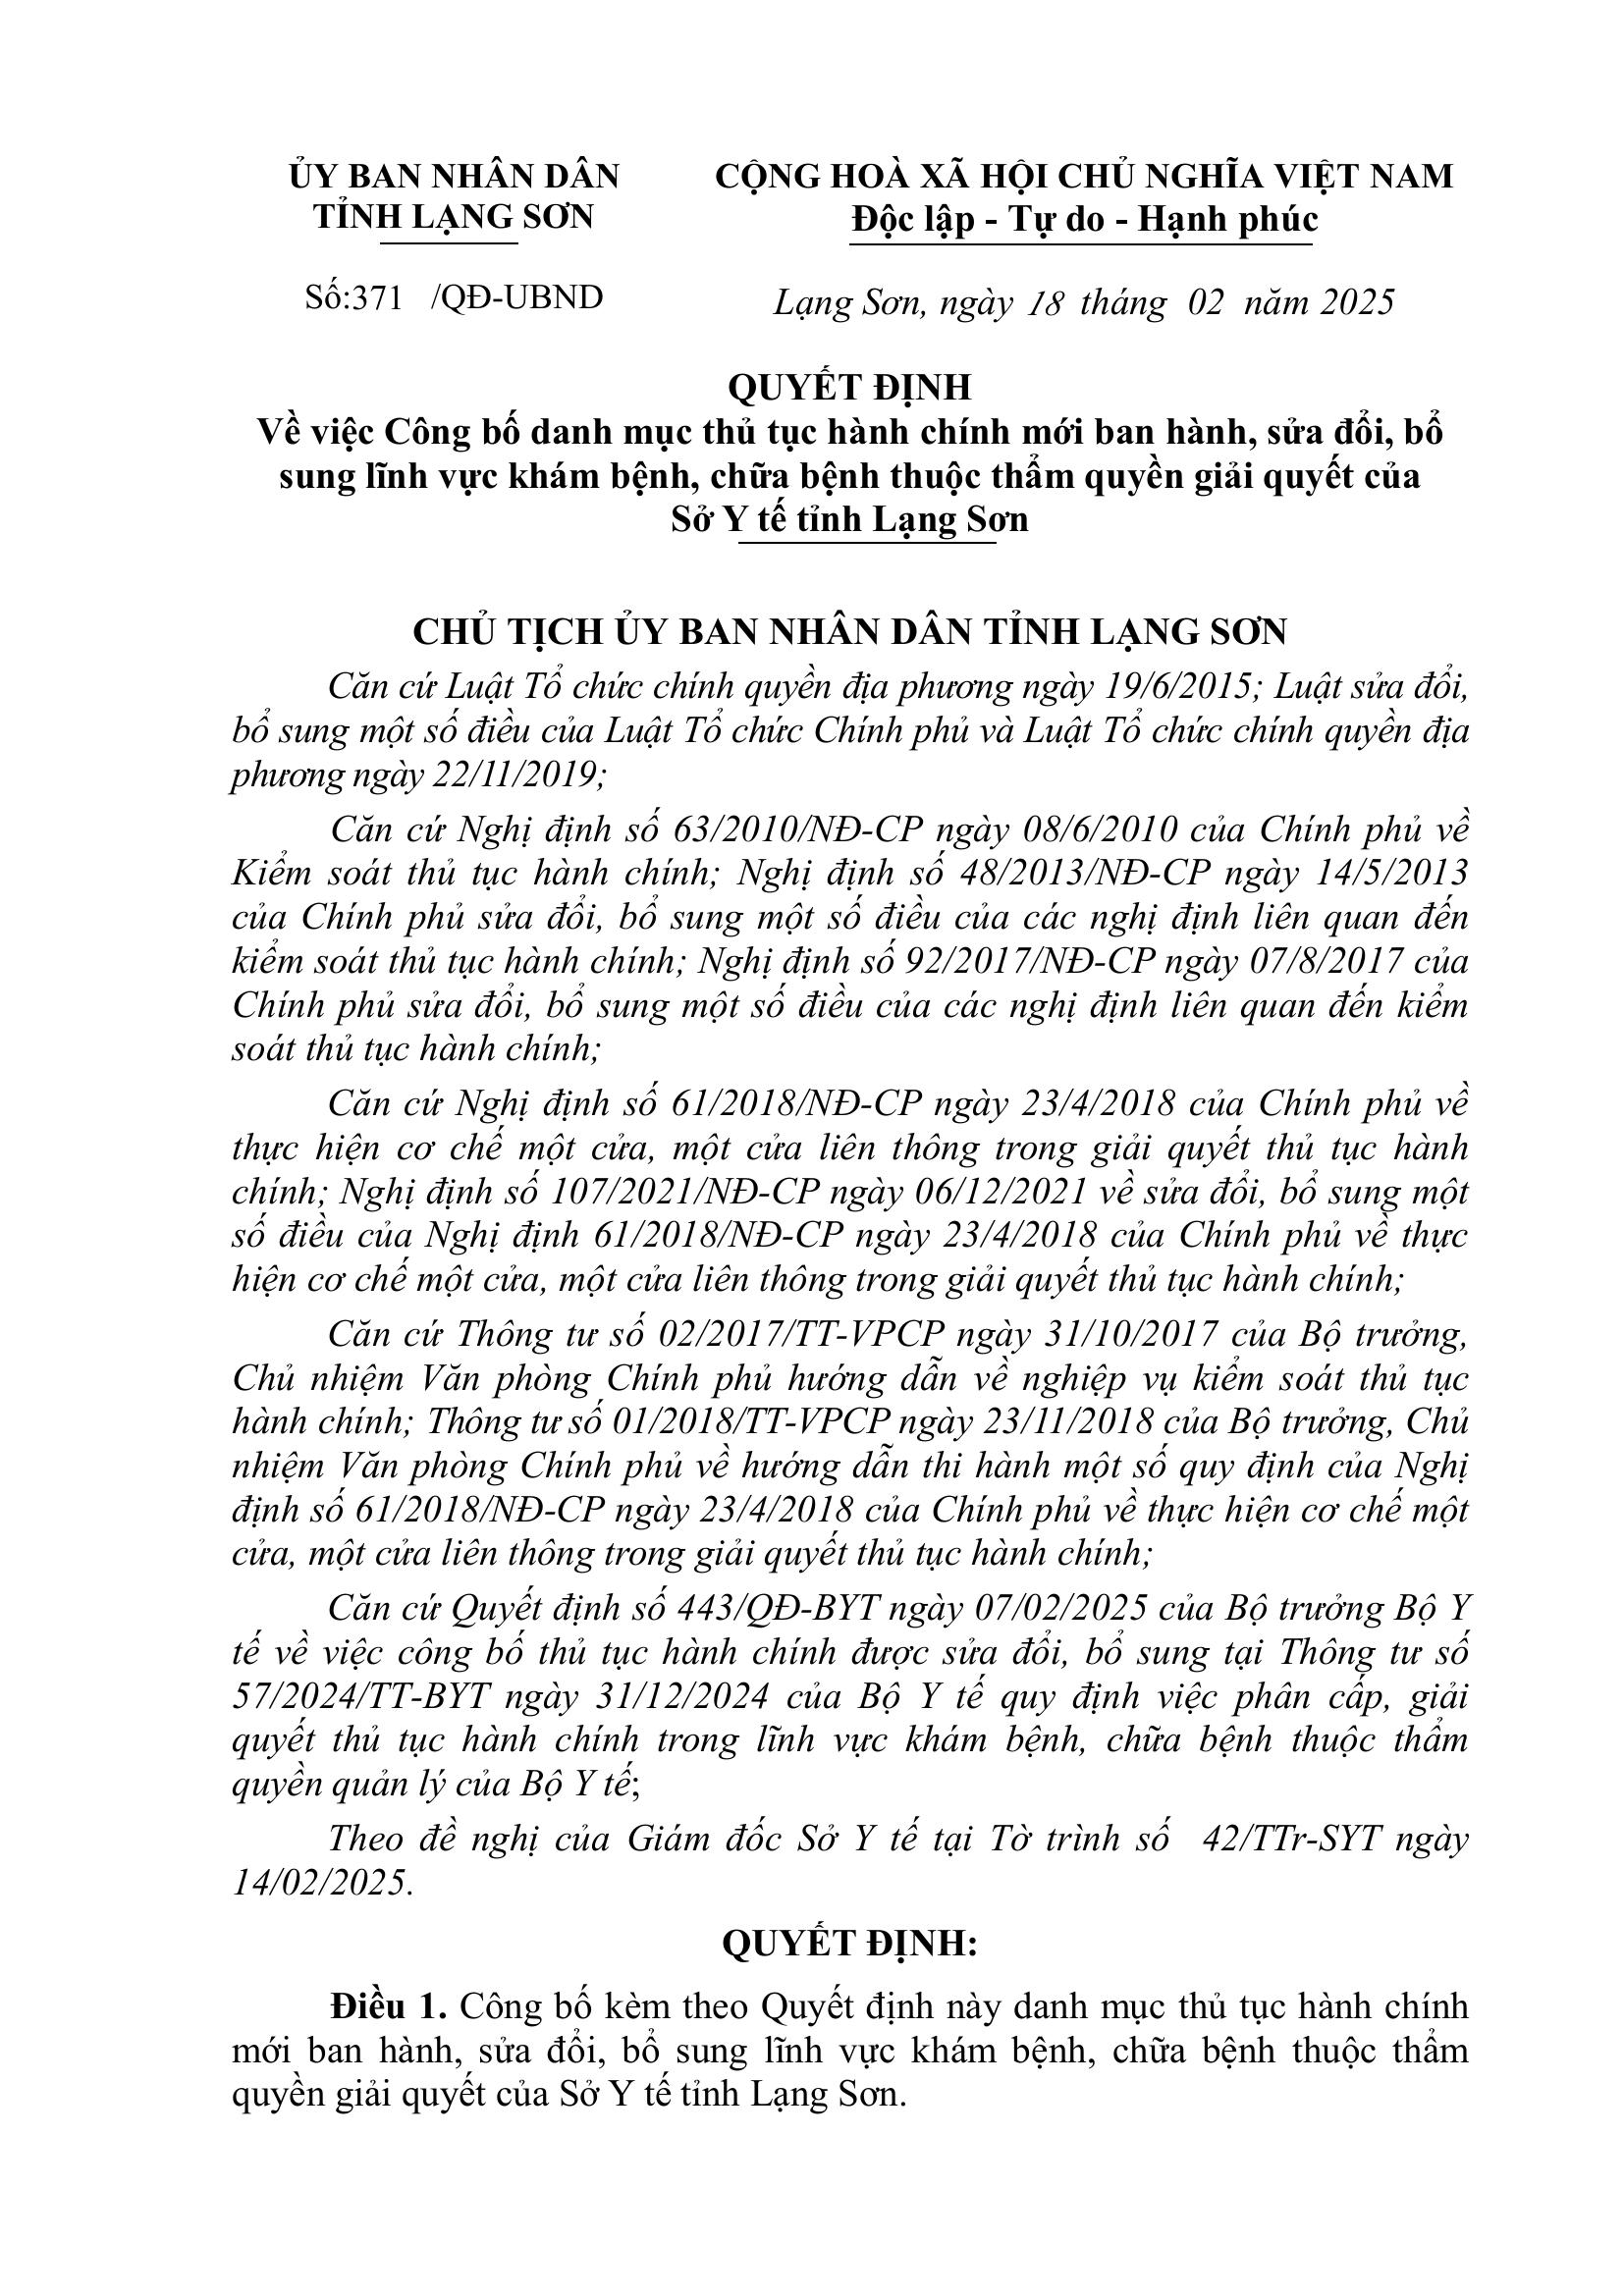 ỦY BAN NHÂN DÂN
TỈNH LẠNG SƠN
CỘNG HOÀ XÃ HỘI CHỦ NGHĨA VIỆT NAM
Độc lập - Tự do - Hạnh phúc
Số:371 /QĐ-UBND
Lạng Sơn, ngày 18 tháng 02 năm 2025
QUYẾT ĐỊNH
Về việc Công bố danh mục thủ tục hành chính mới ban hành, sửa đổi, bổ
sung lĩnh vực khám bệnh, chữa bệnh thuộc thẩm quyền giải quyết của
Sở Y tế tỉnh Lạng Sơn
CHỦ TỊCH ỦY BAN NHÂN DÂN TỈNH LẠNG SƠN
Căn cứ Luật Tổ chức chính quyền địa phương ngày 19/6/2015; Luật sửa đổi,
bổ sung một số điều của Luật Tổ chức Chính phủ và Luật Tổ chức chính quyền địa
phương ngày 22/11/2019;
Căn cứ Nghị định số 63/2010/NĐ-CP ngày 08/6/2010 của Chính phủ về
Kiểm soát thủ tục hành chính; Nghị định số 48/2013/NĐ-CP ngày 14/5/2013
của Chính phủ sửa đổi, bổ sung một số điều của các nghị định liên quan đến
kiểm soát thủ tục hành chính; Nghị định số 92/2017/NĐ-CP ngày 07/8/2017 của
Chính phủ sửa đổi, bổ sung một số điều của các nghị định liên quan đến kiểm
soát thủ tục hành chính;
Căn cứ Nghị định số 61/2018/NĐ-CP ngày 23/4/2018 của Chính phủ về
thực hiện cơ chế một cửa, một cửa liên thông trong giải quyết thủ tục hành
chính; Nghị định số 107/2021/NĐ-CP ngày 06/12/2021 về sửa đổi, bổ sung một
số điều của Nghị định 61/2018/NĐ-CP ngày 23/4/2018 của Chính phủ về thực
hiện cơ chế một cửa, một cửa liên thông trong giải quyết thủ tục hành chính;
Căn cứ Thông tư số 02/2017/TT-VPCP ngày 31/10/2017 của Bộ trưởng,
Chủ nhiệm Văn phòng Chính phủ hướng dẫn về nghiệp vụ kiểm soát thủ tục
hành chính; Thông tư số 01/2018/TT-VPCP ngày 23/11/2018 của Bộ trưởng, Chủ
nhiệm Văn phòng Chính phủ về hướng dẫn thi hành một số quy định của Nghị
định số 61/2018/NĐ-CP ngày 23/4/2018 của Chính phủ về thực hiện cơ chế một
cửa, một cửa liên thông trong giải quyết thủ tục hành chính;
Căn cứ Quyết định số 443/QĐ-BYT ngày 07/02/2025 của Bộ trưởng Bộ Y
tế về việc công bố thủ tục hành chính được sửa đổi, bổ sung tại Thông tư số
57/2024/TT-BYT ngày 31/12/2024 của Bộ Y tế quy định việc phân cấp, giải
quyết thủ tục hành chính trong lĩnh vực khám bệnh, chữa bệnh thuộc thẩm
quyền quản lý của Bộ Y tế;
Theo đề nghị của Giám đốc Sở Y tế tại Tờ trình số 42/TTr-SYT ngày
14/02/2025.
QUYẾT ĐỊNH:
Điều 1. Công bố kèm theo Quyết định này danh mục thủ tục hành chính
mới ban hành, sửa đổi, bổ sung lĩnh vực khám bệnh, chữa bệnh thuộc thẩm
quyền giải quyết của Sở Y tế tỉnh Lạng Sơn.